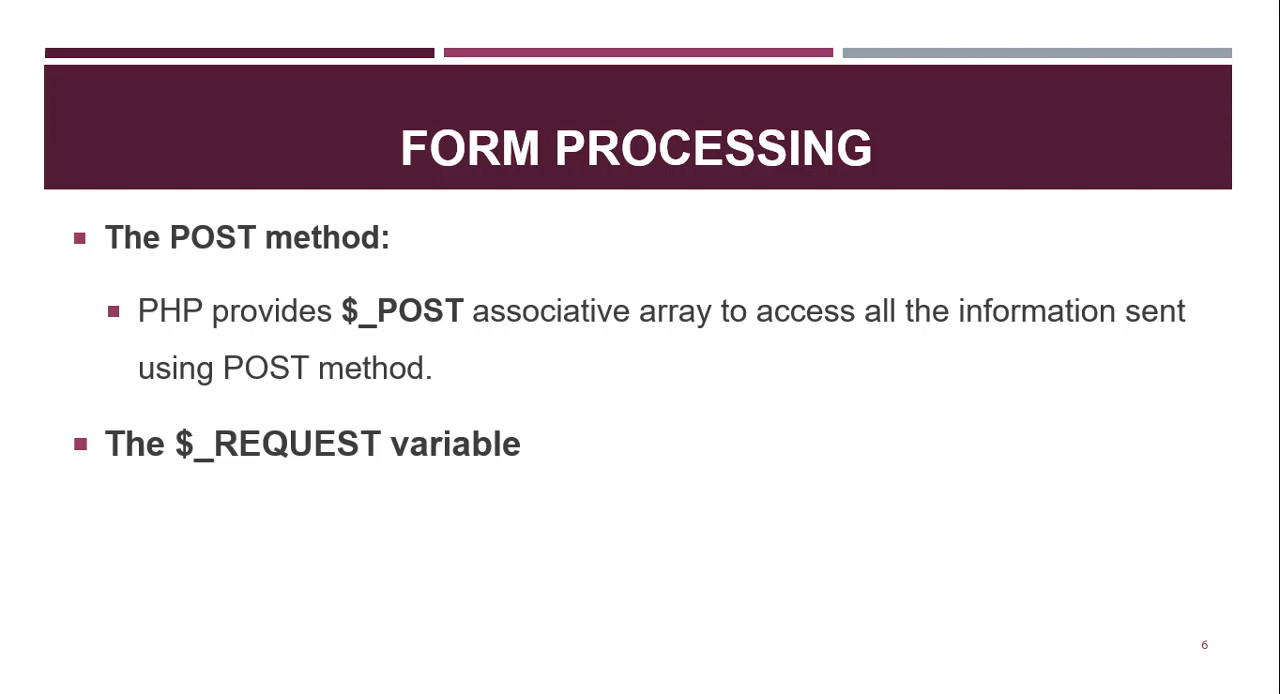 FORM PROCESSING
The POST method:
PHP provides $_POST associative array to access all the information sent
using POST method.
The $_REQUEST variable
6